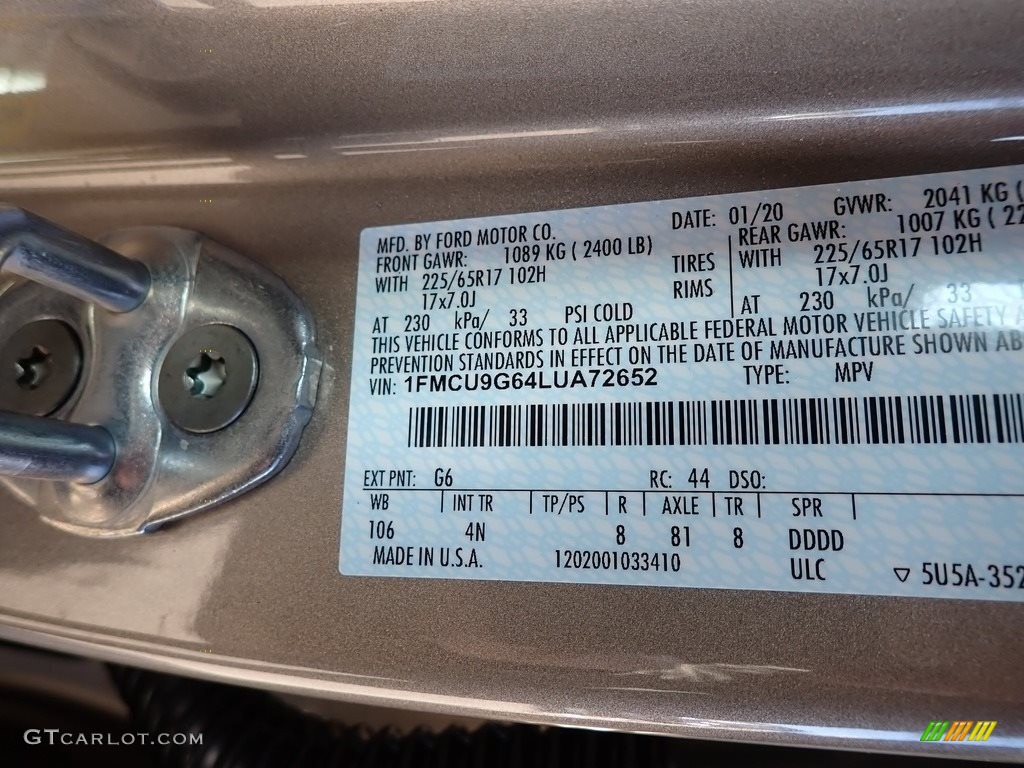 MFD. BY FORD MOTOR CO. DATE: 01/20 GVWR: 2041 KG (
FRONT GAWR: 1089 KG ( 2400 LB) REAR GAWR: 1007 KG ( 22
WITH 225/65R17 102H TIRES WITH 225/65R17 102H
17x7.0J RIMS 17x7.0J
AT 230 kPa/ 33 PSI COLD AT 230 kPa/ 33
THIS VEHICLE CONFORMS TO ALL APPLICABLE FEDERAL MOTOR VEHICLE SAFETY A
PREVENTION STANDARDS IN EFFECT ON THE DATE OF MANUFACTURE SHOWN AB
VIN: 1FMCU9G64LUA72652 TYPE: MPV
EXT PNT: G6 RC: 44 DSO:
WB INT TR TP/PS R AXLE TR SPR
106 4N 8 81 8 DDDD
MADE IN U.S.A. 1202001033410 ULC ▽ 5U5A-352
GTCARLOT.COM